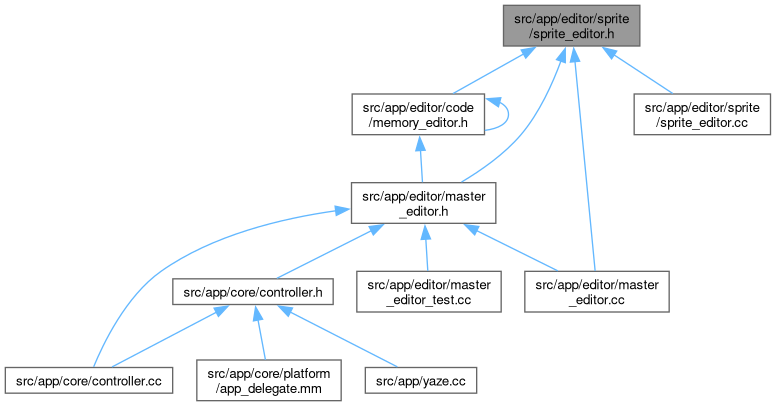 src/app/editor/sprite
/sprite_editor.h
src/app/editor/code
/memory_editor.h
src/app/editor/sprite
/sprite_editor.cc
src/app/editor/master
_editor.h
src/app/core/controller.h
src/app/editor/master
_editor_test.cc
src/app/editor/master
_editor.cc
src/app/core/controller.cc
src/app/core/platform
/app_delegate.mm
src/app/yaze.cc